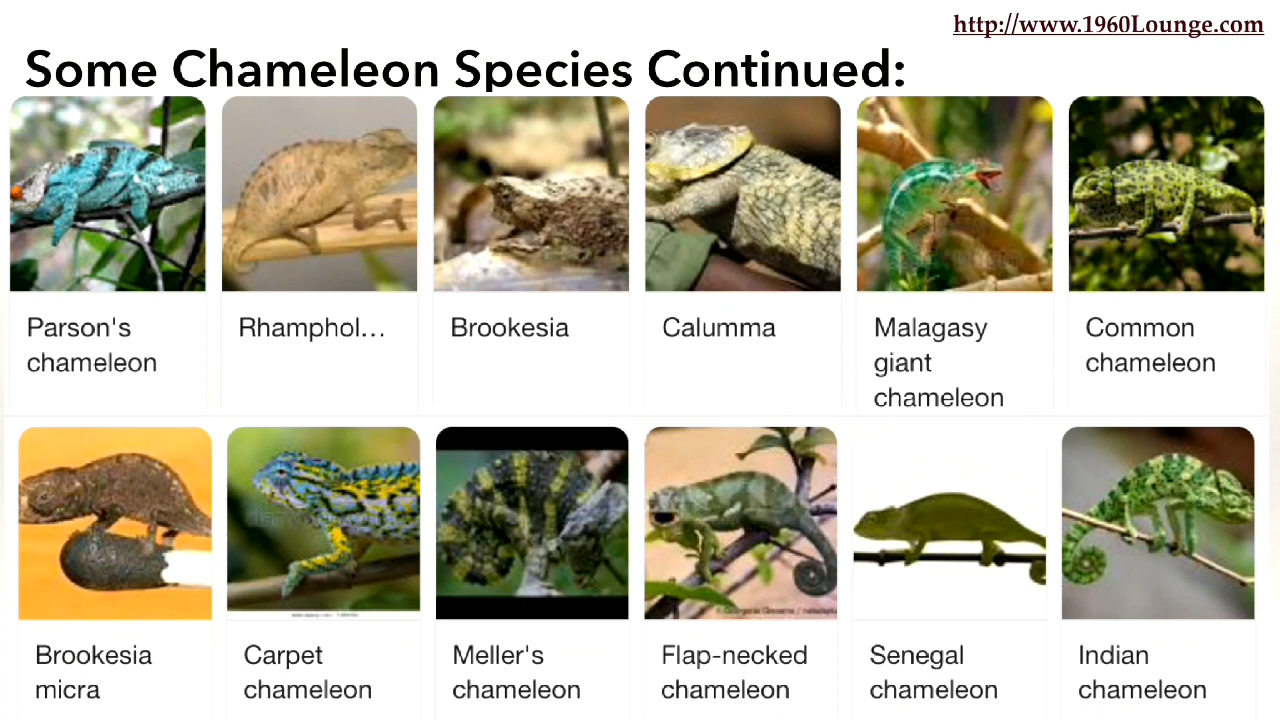 http://www.1960Lounge.com
Some Chameleon Species Continued:
Parson's
chameleon
Rhamphol...
Brookesia
Calumma
Malagasy
giant
chameleon
Common
chameleon
Brookesia
micra
Carpet
chameleon
Meller's
chameleon
Flap-necked
chameleon
Senegal
chameleon
Indian
chameleon